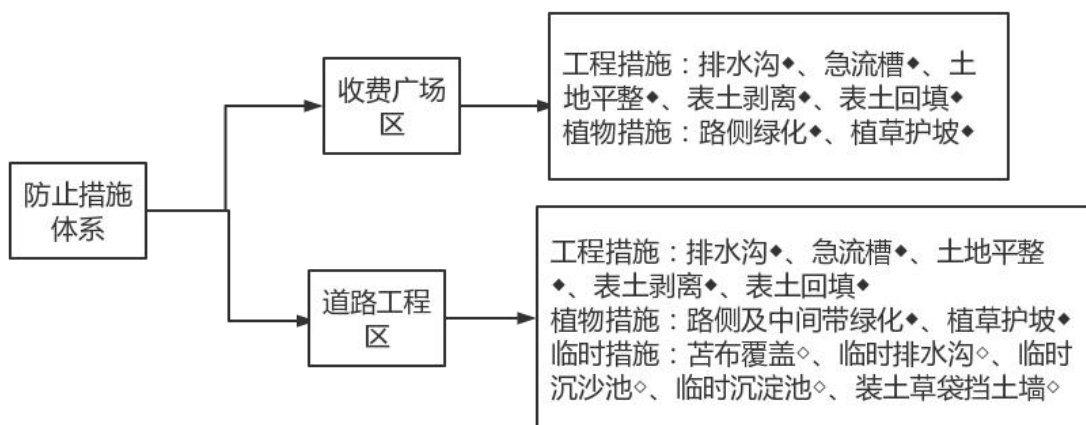 防止措施
体系
收费广场
区
工程措施：排水沟◆、急流槽◆、土
地平整◆、表土剥离◆、表土回填◆
植物措施：路侧绿化◆、植草护坡◆
道路工程
区
工程措施：排水沟◆、急流槽◆、土地平整
◆、表土剥离◆、表土回填◆
植物措施：路侧及中间带绿化◆、植草护坡◆
临时措施：苫布覆盖◇、临时排水沟◇、临时
沉沙池◇、临时沉淀池◇、装土草袋挡土墙◇